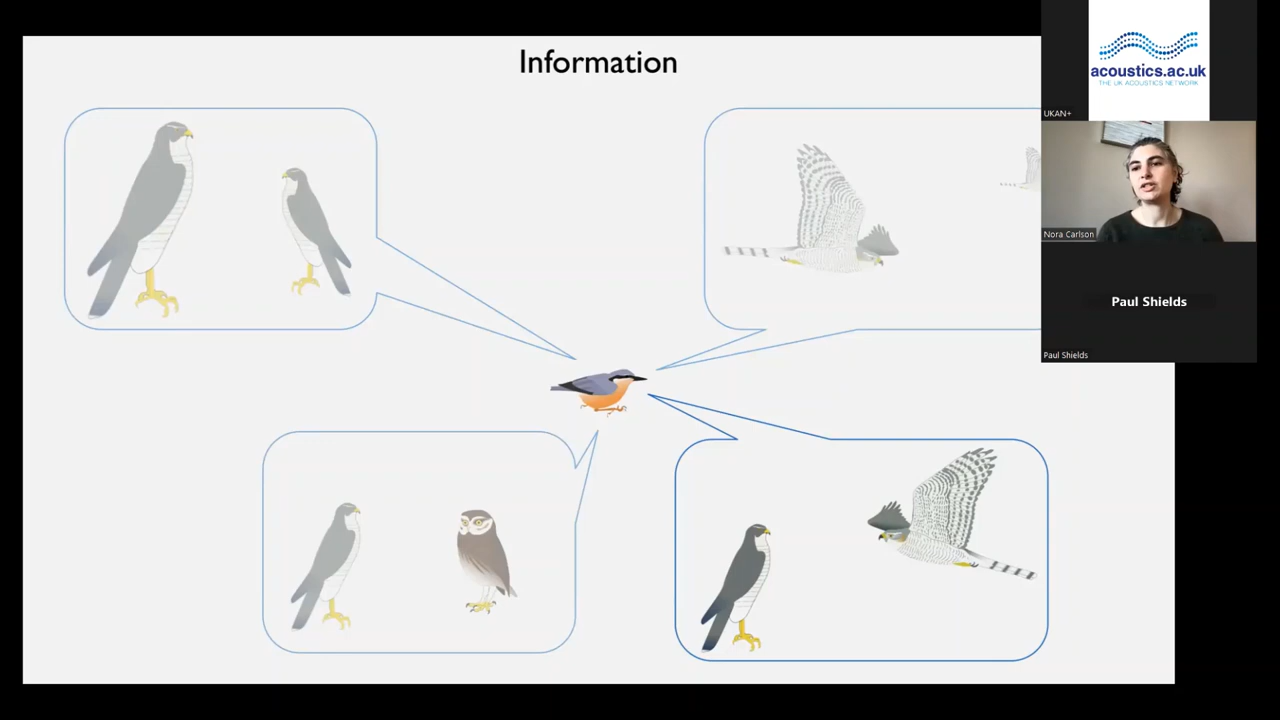 Information
acoustics.ac.uk
THE UK ACOUSTICS NETWORK
UKAN+
Nora Carlson
Paul Shields
Paul Shields